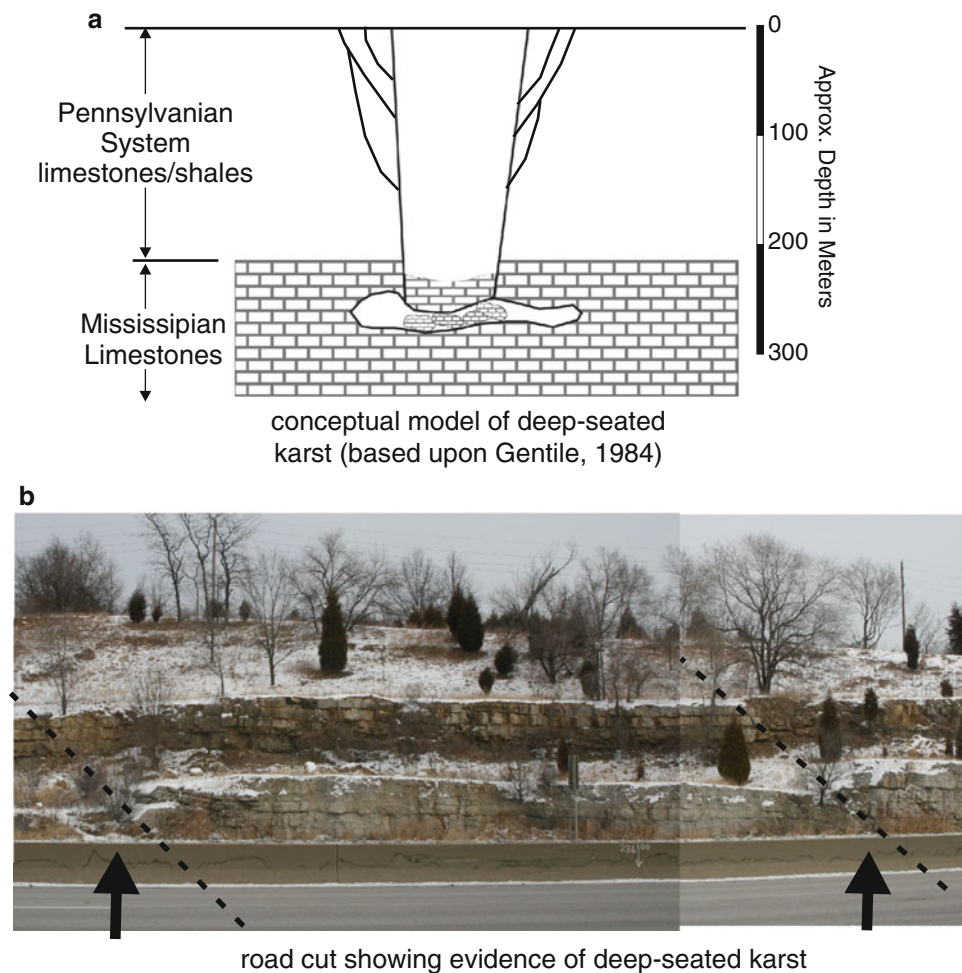 a
Pennsylvanian
System
limestones/shales
Mississipian
Limestones
0
100
200
300
Approx. Depth in Meters
conceptual model of deep-seated
karst (based upon Gentile, 1984)
b
road cut showing evidence of deep-seated karst